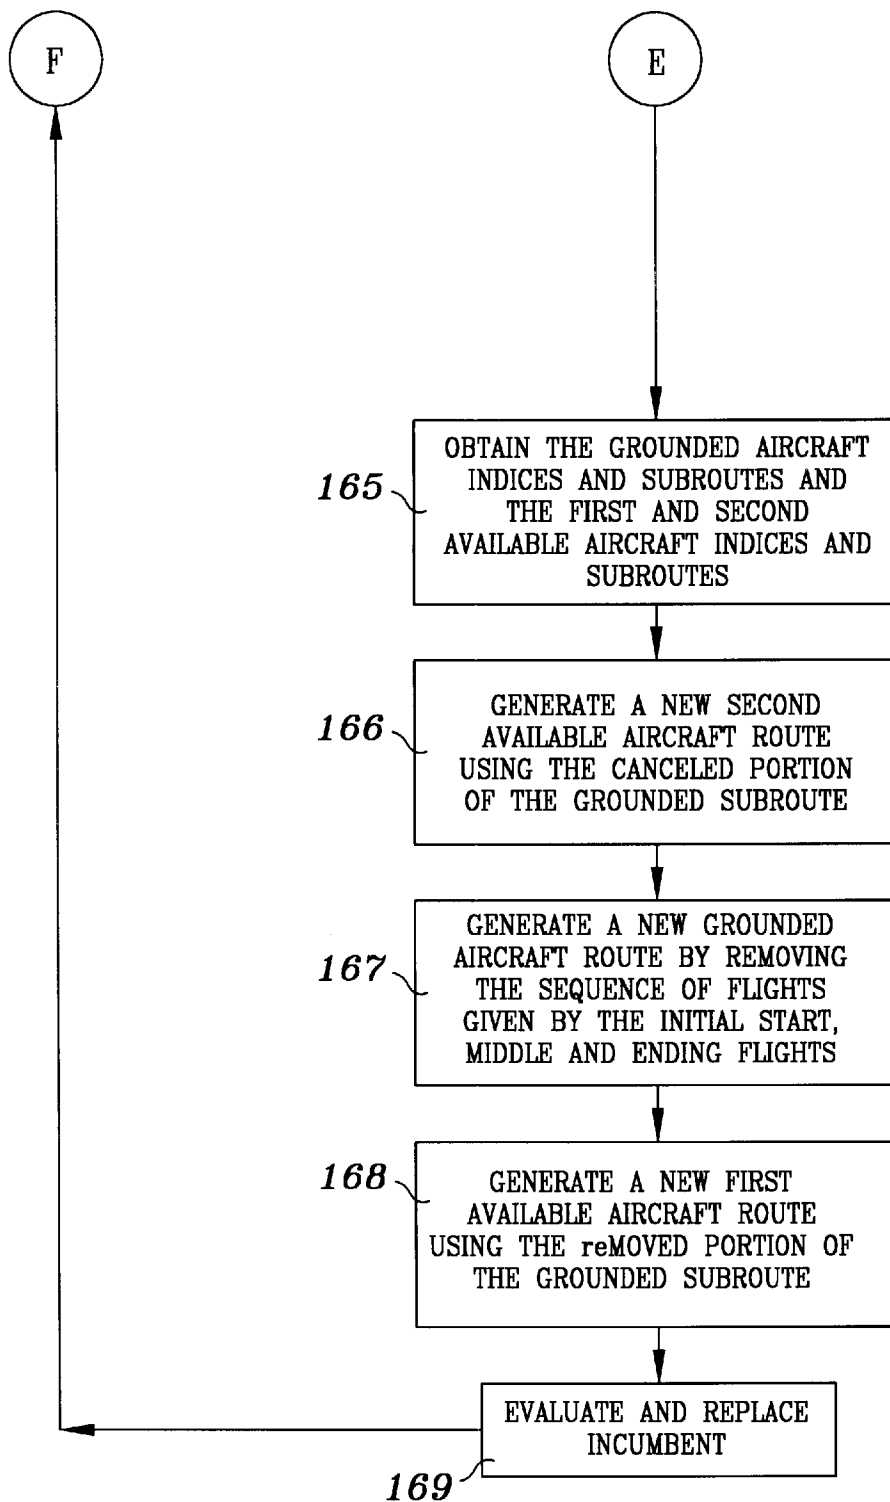 F
E
165
OBTAIN THE GROUNDED AIRCRAFT
INDICES AND SUBROUTES AND
THE FIRST AND SECOND
AVAILABLE AIRCRAFT INDICES AND
SUBROUTES
166
GENERATE A NEW SECOND
AVAILABLE AIRCRAFT ROUTE
USING THE CANCELED PORTION
OF THE GROUNDED SUBROUTE
167
GENERATE A NEW GROUNDED
AIRCRAFT ROUTE BY REMOVING
THE SEQUENCE OF FLIGHTS
GIVEN BY THE INITIAL START,
MIDDLE AND ENDING FLIGHTS
168
GENERATE A NEW FIRST
AVAILABLE AIRCRAFT ROUTE
USING THE reMOVED PORTION OF
THE GROUNDED SUBROUTE
EVALUATE AND REPLACE
INCUMBENT
169